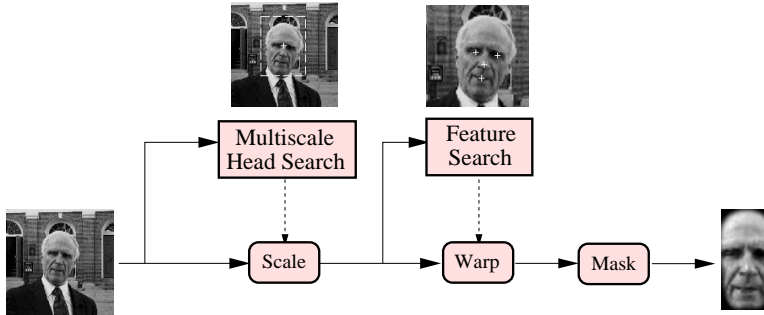 Multiscale
Head Search
Feature
Search
Scale
Warp
Mask